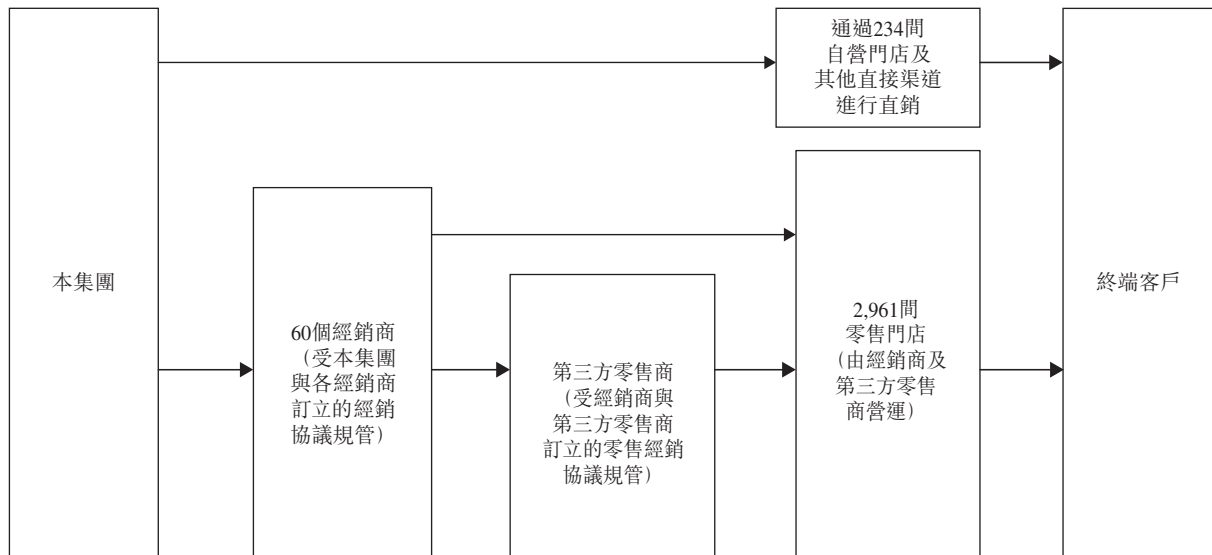 通過234間
自營門店及
其他直接渠道
進行直銷
本集團
60個經銷商
（受本集團
與各經銷商
訂立的經銷
協議規管）
第三方零售商
（受經銷商與
第三方零售商
訂立的零售經銷
協議規管）
2,961間
零售門店
（由經銷商及
第三方零售
商營運）
終端客戶